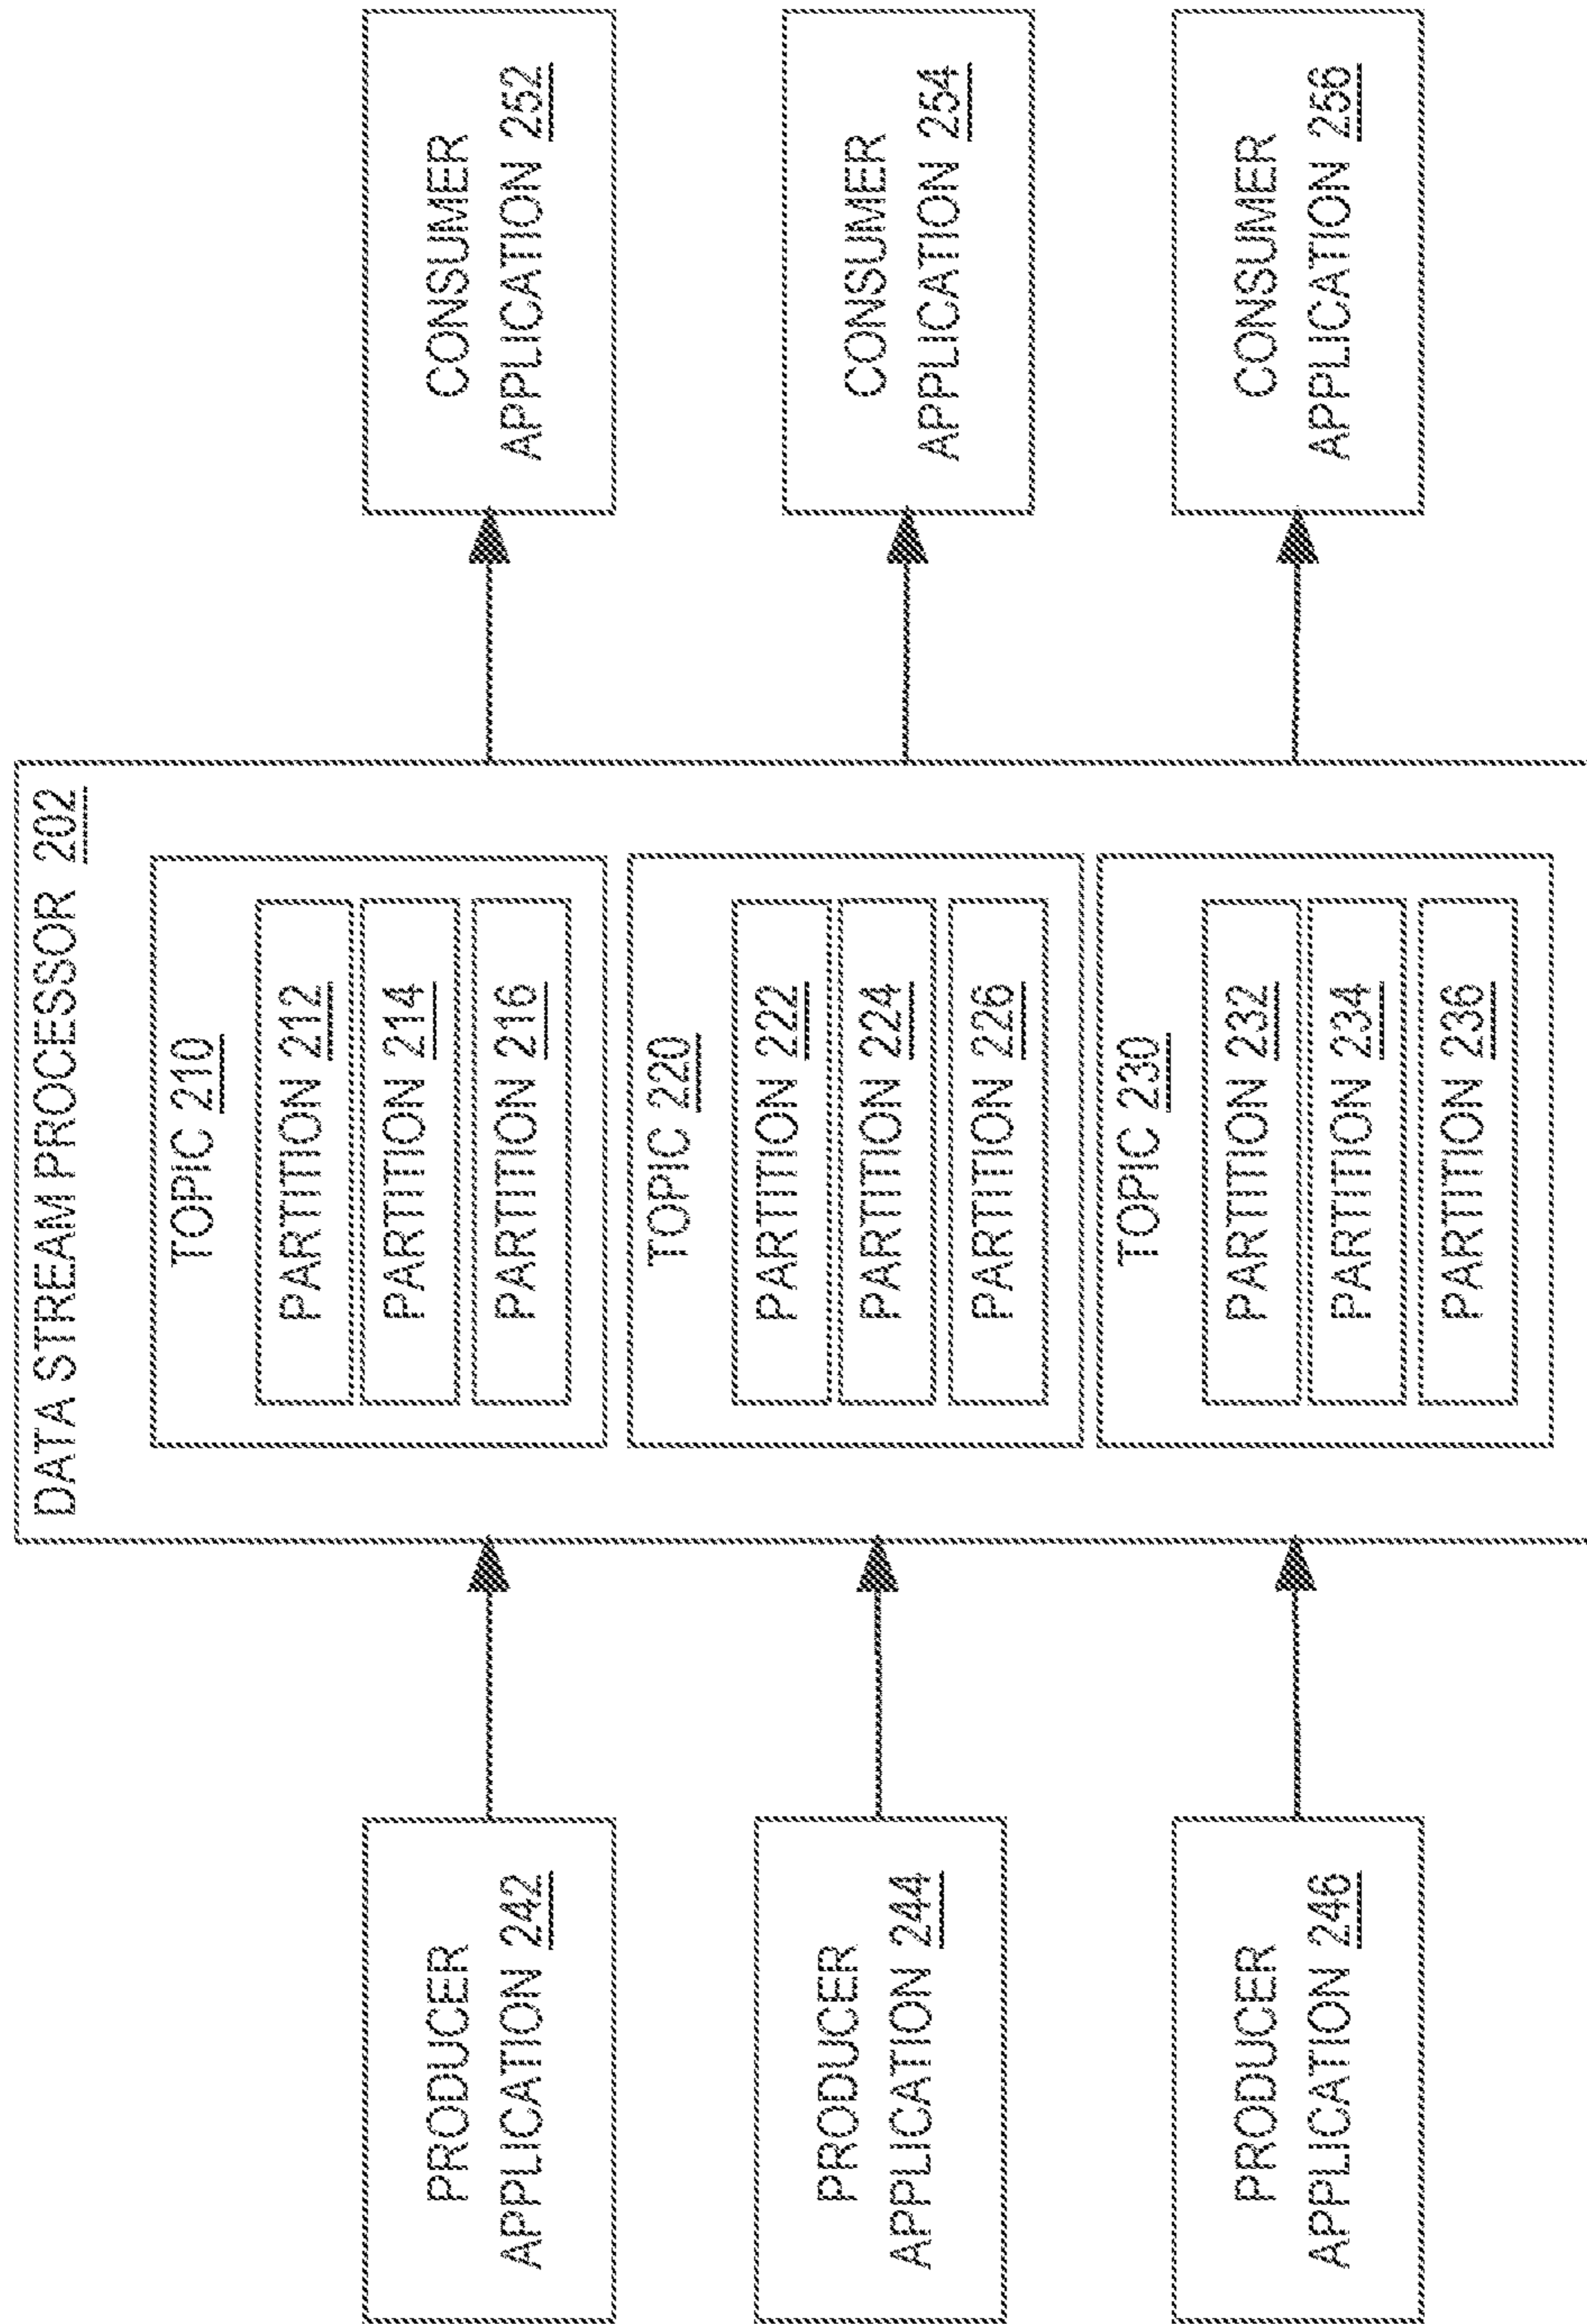 DATA STREAM PROCESSOR 202
PRODUCER
APPLICATION 242
PRODUCER
APPLICATION 244
PRODUCER
APPLICATION 246
TOPIC 210
PARTITION 212
PARTITION 214
PARTITION 216
TOPIC 220
PARTITION 222
PARTITION 224
PARTITION 226
TOPIC 230
PARTITION 232
PARTITION 234
PARTITION 236
CONSUMER
APPLICATION 252
CONSUMER
APPLICATION 254
CONSUMER
APPLICATION 256